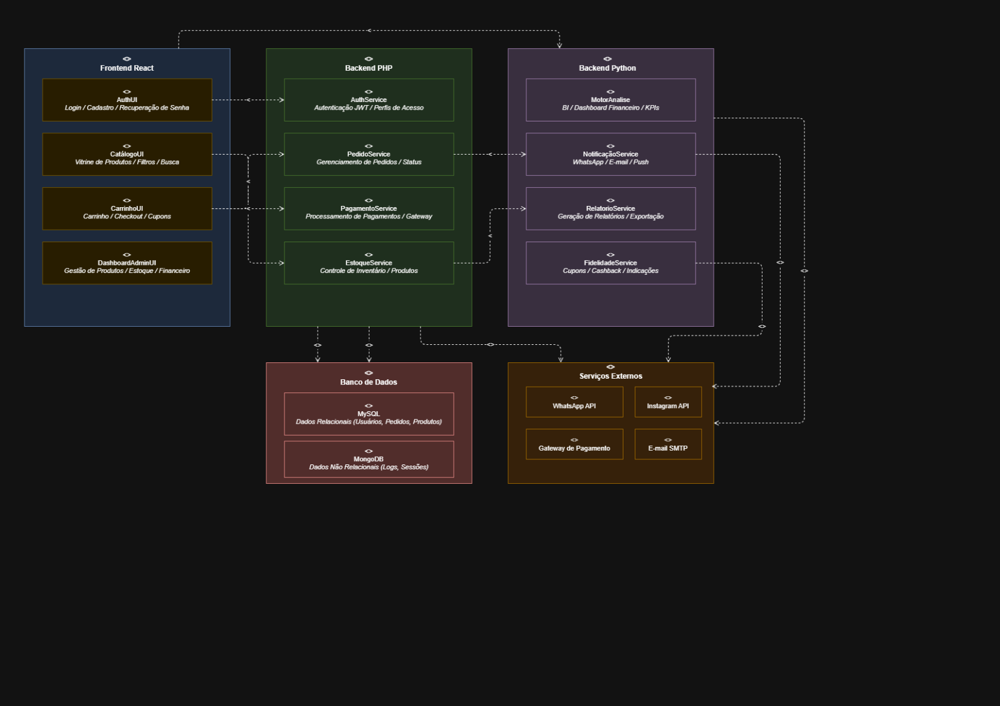 <>
Frontend React
<>
AuthUI
Login / Cadastro / Recuperação de Senha
<>
CatálogoUI
Vitrine de Produtos / Filtros / Busca
<>
CarrinhoUI
Carrinho / Checkout / Cupons
<>
DashboardAdminUI
Gestão de Produtos / Estoque / Financeiro
<>
Backend PHP
<>
AuthService
Autenticação JWT / Perfis de Acesso
<>
PedidoService
Gerenciamento de Pedidos / Status
<>
PagamentoService
Processamento de Pagamentos / Gateway
<>
EstoqueService
Controle de Inventário / Produtos
<>
Backend Python
<>
MotorAnalise
BI / Dashboard Financeiro / KPIs
<>
NotificaçãoService
WhatsApp / E-mail / Push
<>
RelatorioService
Geração de Relatórios / Exportação
<>
FidelidadeService
Cupons / Cashback / Indicações
<
<
<
<
<
<
<>
<>
<>
<>
<>
<>
<>
Banco de Dados
<>
MySQL
Dados Relacionais (Usuários, Pedidos, Produtos)
<>
MongoDB
Dados Não Relacionais (Logs, Sessões)
<>
Serviços Externos
<>
WhatsApp API
<>
Instagram API
<>
Gateway de Pagamento
<>
E-mail SMTP